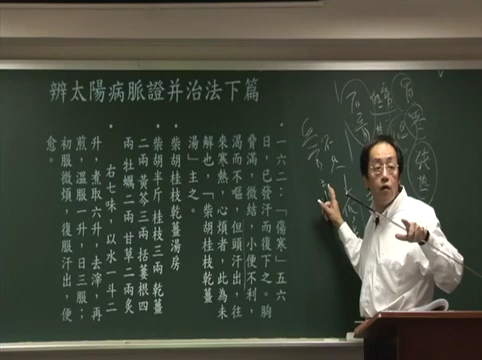 辨太陽病脈證并治法下篇
• 一六二:「傷寒」五六
日,已發汗而復下之。胸
脅滿,微結,小便不利,
渴而不嘔,但頭汗出,往
來寒熱,心煩者,此為未
解也,「柴胡桂枝乾薑
湯」主之。
• 柴胡桂枝乾薑湯房
• 柴胡半斤 桂枝三兩 乾薑
二兩 黃芩三兩 括蔞根四
兩 牡蠣二兩 甘草二兩炙
• 右七味,以水一斗二
升,煮取六升,去滓,再
煎,溫服一升,日三服;
初服微煩,復服汗出,便
愈。